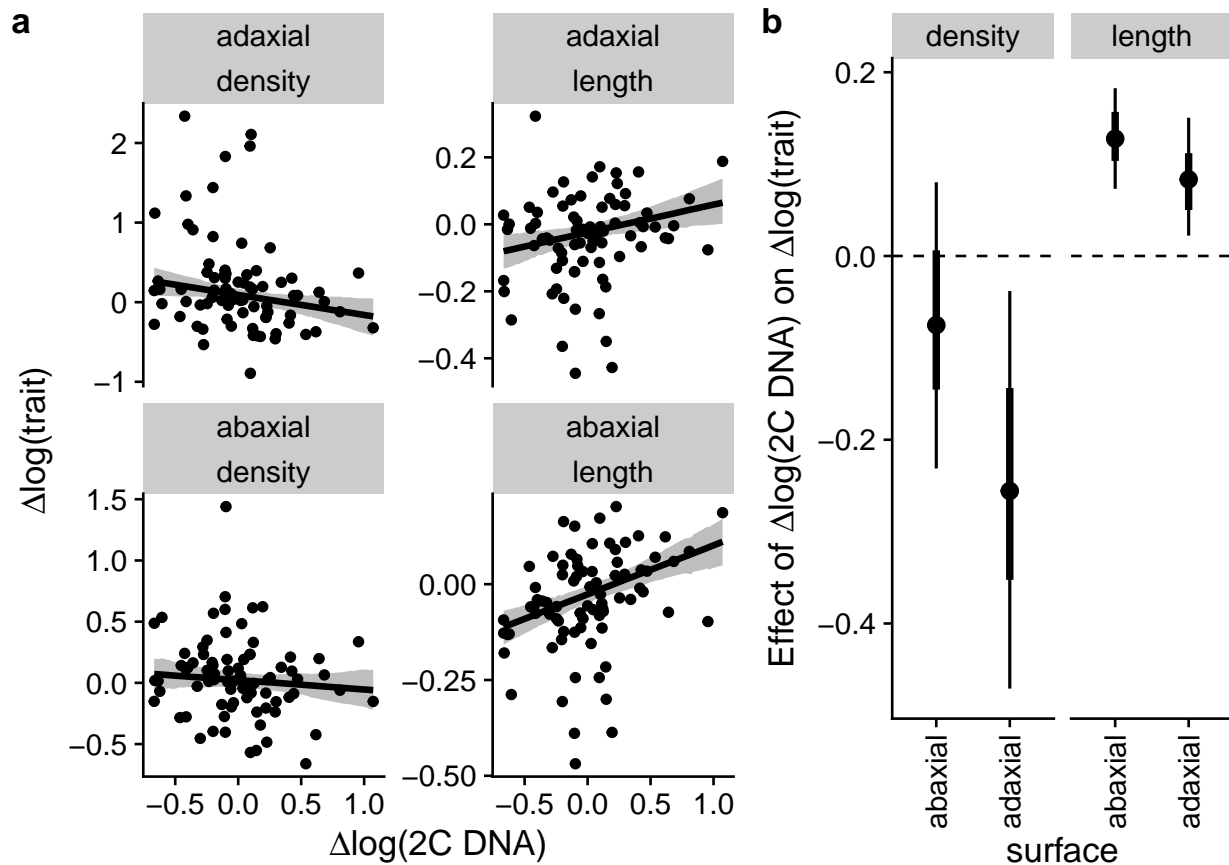 a
adaxial
density
adaxial
length
2
1
0
−1
0.2
0.0
−0.2
−0.4
abaxial
density
abaxial
length
1.5
1.0
0.5
0.0
−0.5
0.00
−0.25
−0.50
−0.5 0.0 0.5 1.0
−0.5 0.0 0.5 1.0
Δlog(trait)
Δlog(2C DNA)
b
density
length
0.2
0.0
−0.2
−0.4
Effect of Δlog(2C DNA) on Δlog(trait)
abaxial
adaxial
abaxial
adaxial
surface